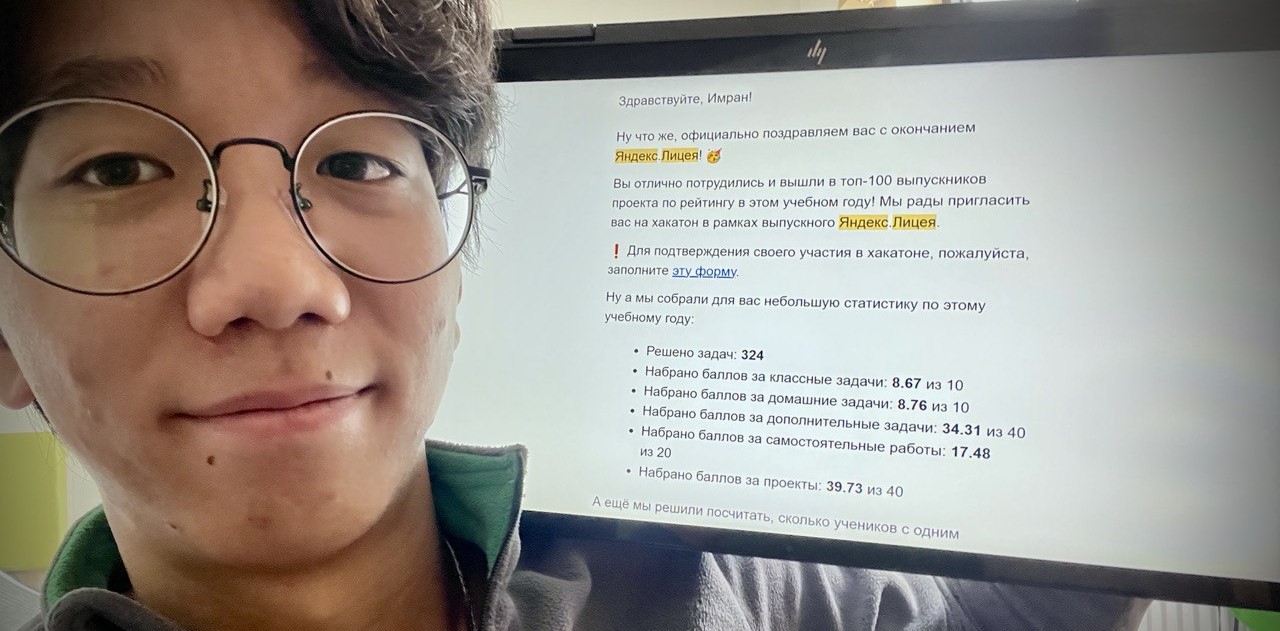 hp
Здравствуйте, Имран!
Ну что же, официально поздравляем вас с окончанием
Яндекс.Лицея! 🥳
Вы отлично потрудились и вышли в топ-100 выпускников
проекта по рейтингу в этом учебном году! Мы рады пригласить
вас на хакатон в рамках выпускного Яндекс.Лицея.
❗ Для подтверждения своего участия в хакатоне, пожалуйста,
заполните эту форму.
Ну а мы собрали для вас небольшую статистику по этому
учебному году:
• Решено задач: 324
• Набрано баллов за классные задачи: 8.67 из 10
• Набрано баллов за домашние задачи: 8.76 из 10
• Набрано баллов за дополнительные задачи: 34.31 из 40
• Набрано баллов за самостоятельные работы: 17.48
из 20
• Набрано баллов за проекты: 39.73 из 40
А ещё мы решили посчитать, сколько учеников с одним